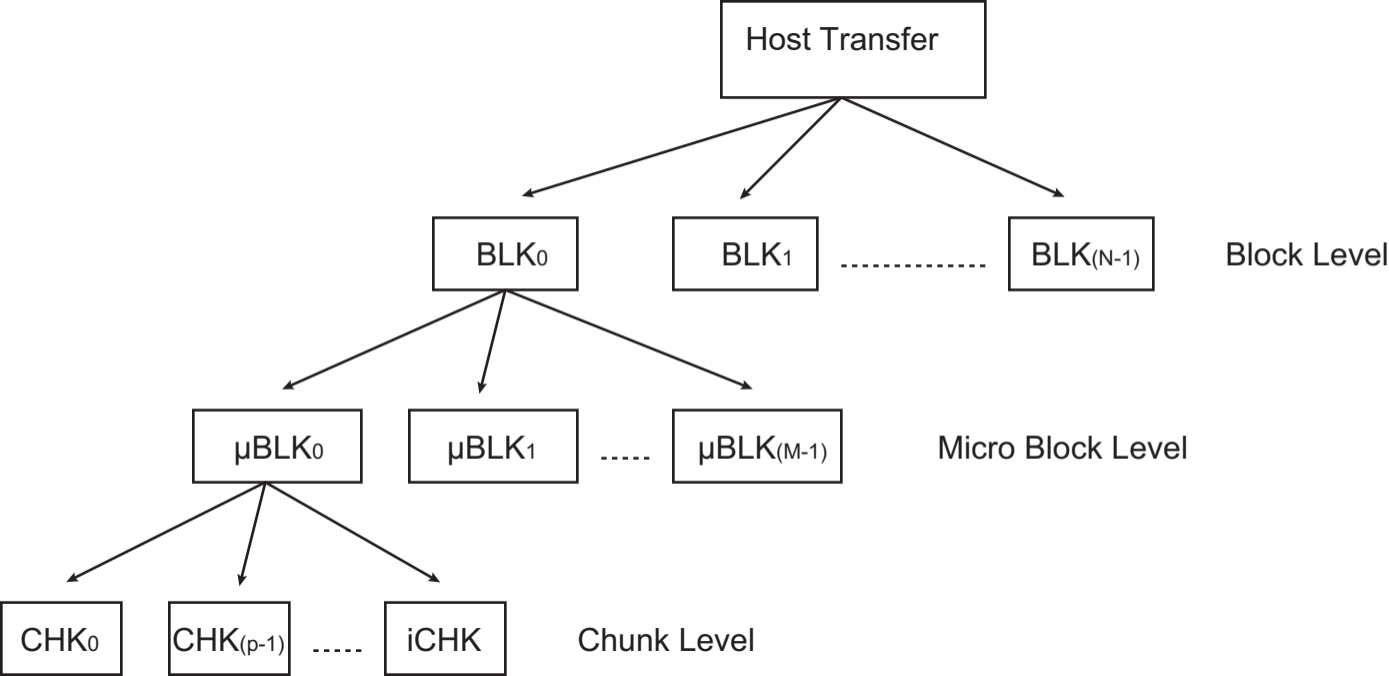 Host Transfer
BLK0 BLK1 BLK(N-1) Block Level
µBLK0 µBLK1 ..... µBLK(M-1) Micro Block Level
CHK0 CHK(p-1) ..... iCHK Chunk Level